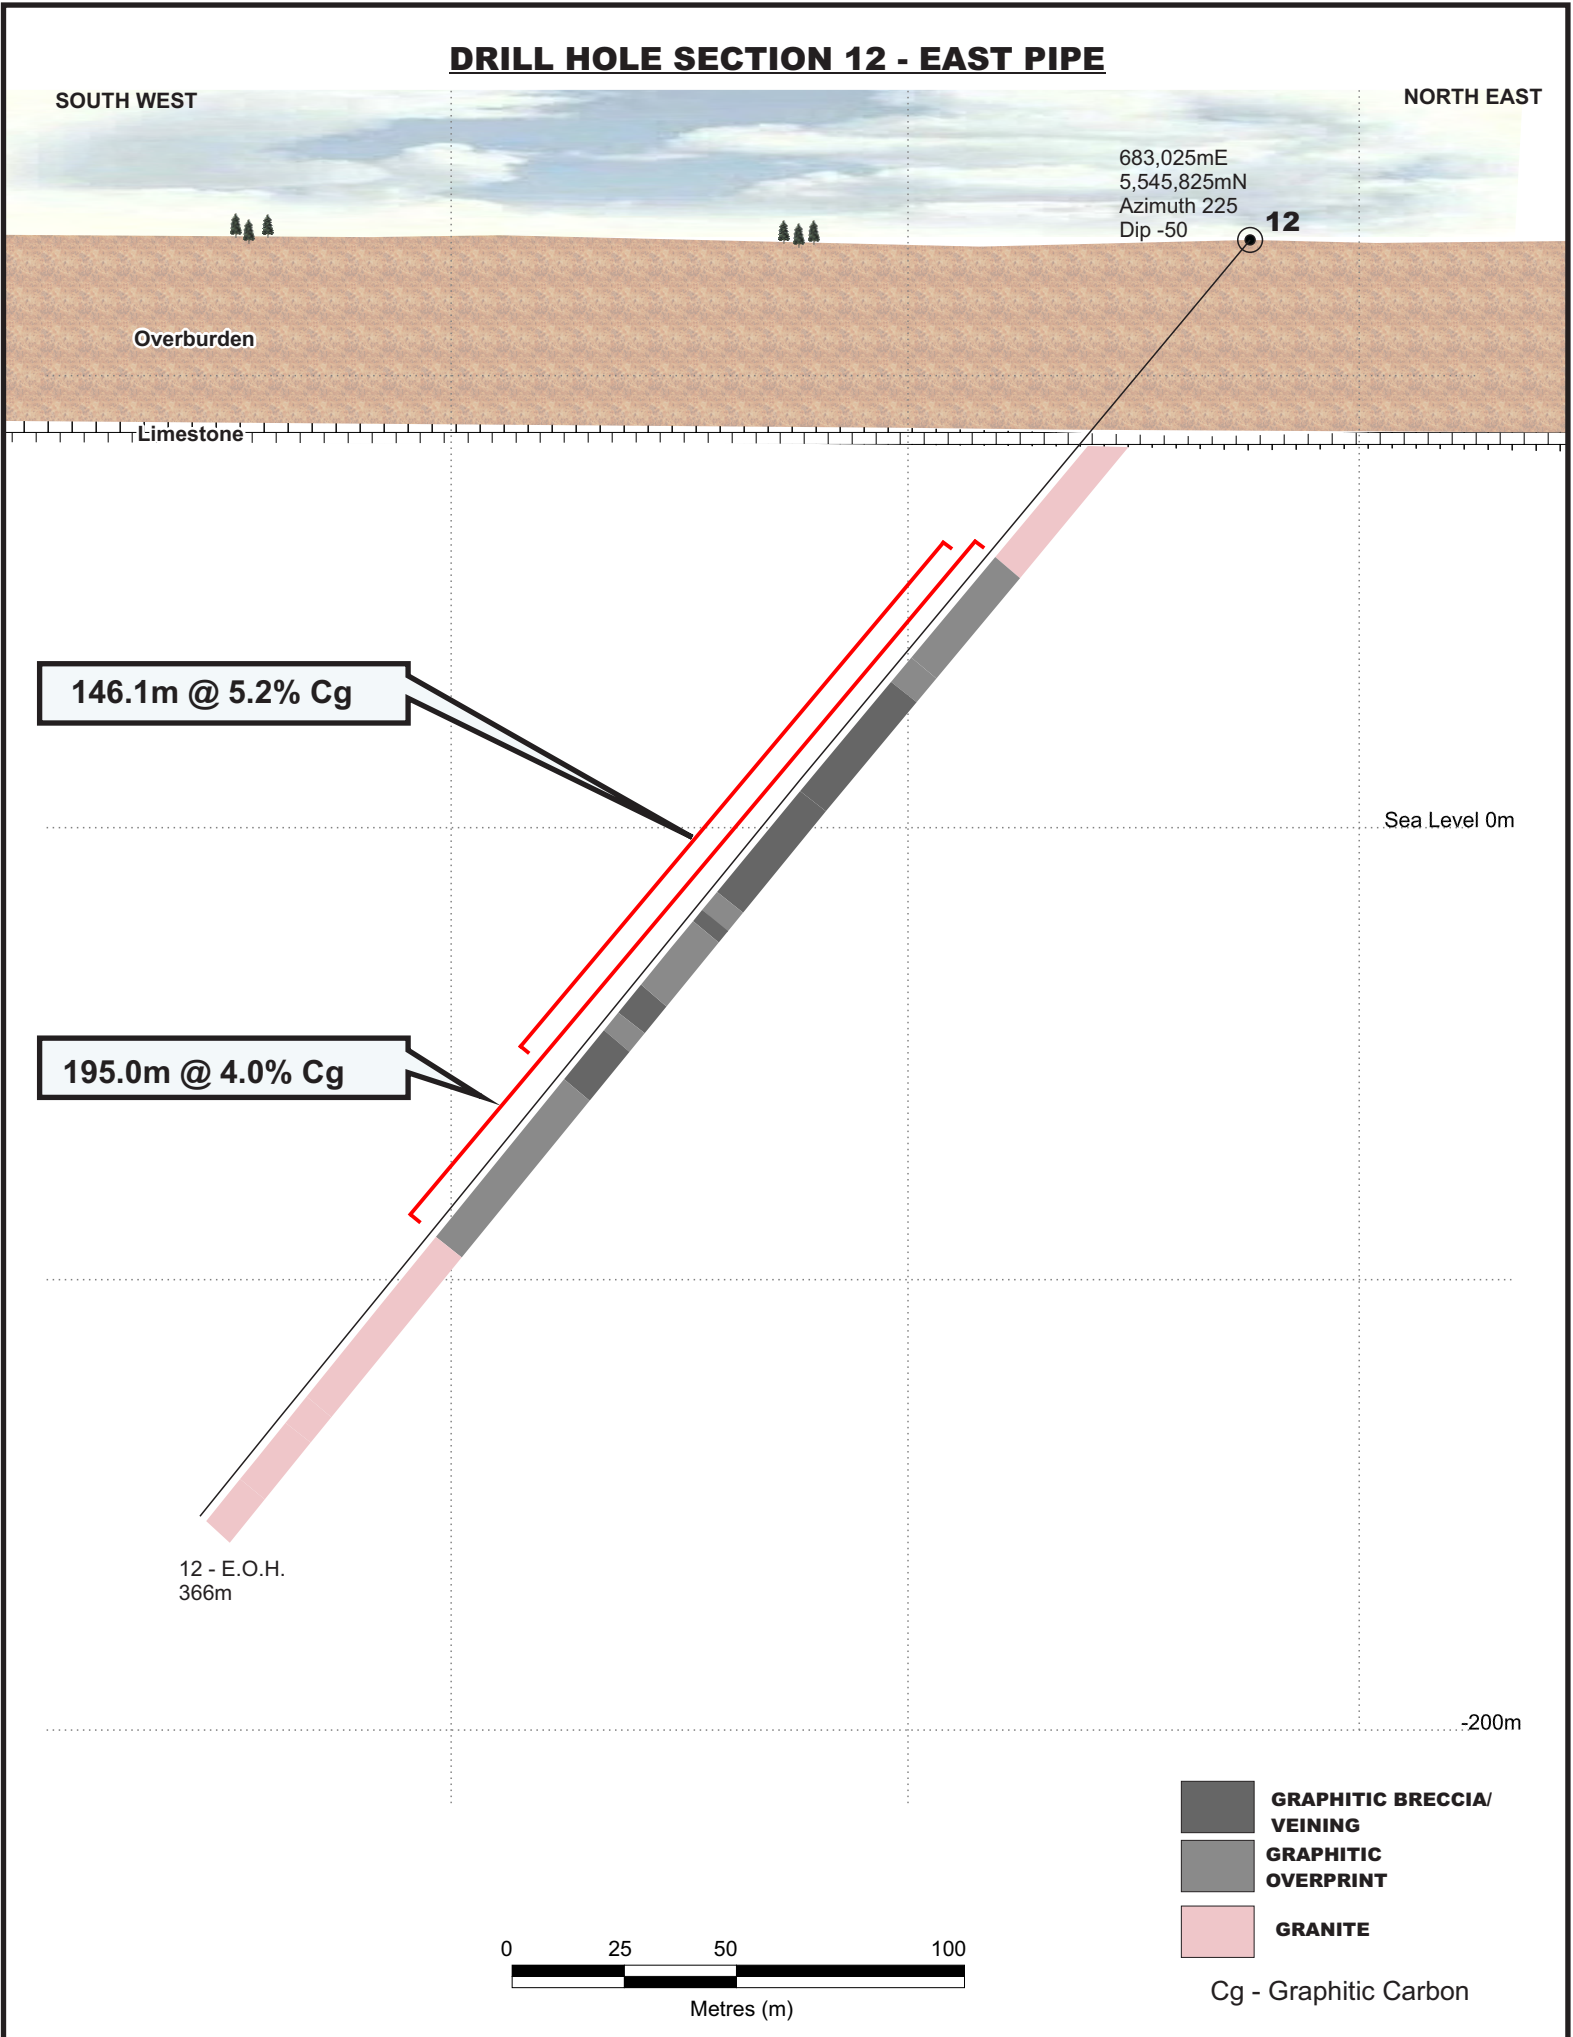 DRILL HOLE SECTION 12 - EAST PIPE
SOUTH WEST
NORTH EAST
683,025mE
5,545,825mN
Azimuth 225
Dip -50
12
Overburden
Limestone
146.1m @ 5.2% Cg
Sea Level 0m
195.0m @ 4.0% Cg
12 - E.O.H.
366m
-200m
GRAPHITIC BRECCIA/
VEINING
GRAPHITIC
OVERPRINT
GRANITE
0 25 50 100
Metres (m)
Cg - Graphitic Carbon